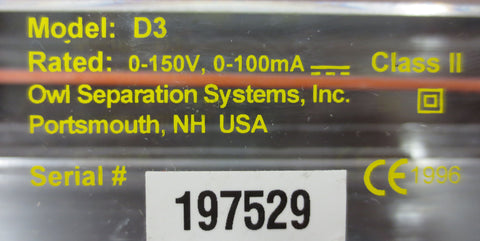 Model: D3
Rated: 0-150V, 0-100mA ⎓ Class II
Owl Separation Systems, Inc.
Portsmouth, NH USA
Serial # 197529 CE 1996